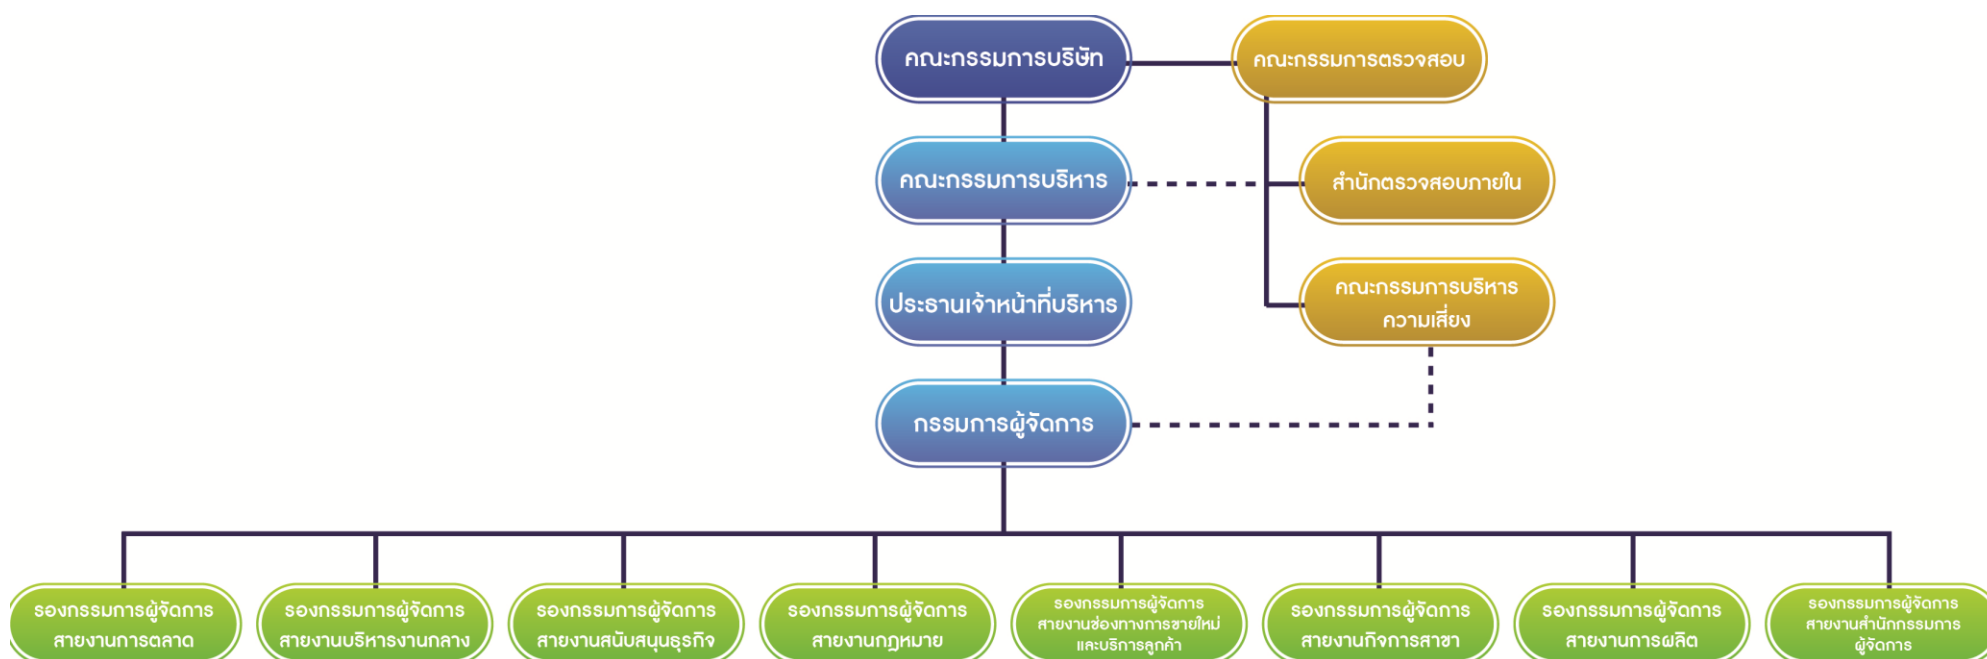 คณะกรรมการบริษัท
คณะกรรมการตรวจสอบ
คณะกรรมการบริหาร
สำนักตรวจสอบภายใน
ประธานเจ้าหน้าที่บริหาร
คณะกรรมการบริหาร
ความเสี่ยง
กรรมการผู้จัดการ
รองกรรมการผู้จัดการ
สายงานการตลาด
รองกรรมการผู้จัดการ
สายงานบริหารงานกลาง
รองกรรมการผู้จัดการ
สายงานสนับสนุนธุรกิจ
รองกรรมการผู้จัดการ
สายงานกฎหมาย
รองกรรมการผู้จัดการ
สายงานช่องทางการขายใหม่
และบริการลูกค้า
รองกรรมการผู้จัดการ
สายงานกิจการสาขา
รองกรรมการผู้จัดการ
สายงานการผลิต
รองกรรมการผู้จัดการ
สายงานสำนักกรรมการ
ผู้จัดการ